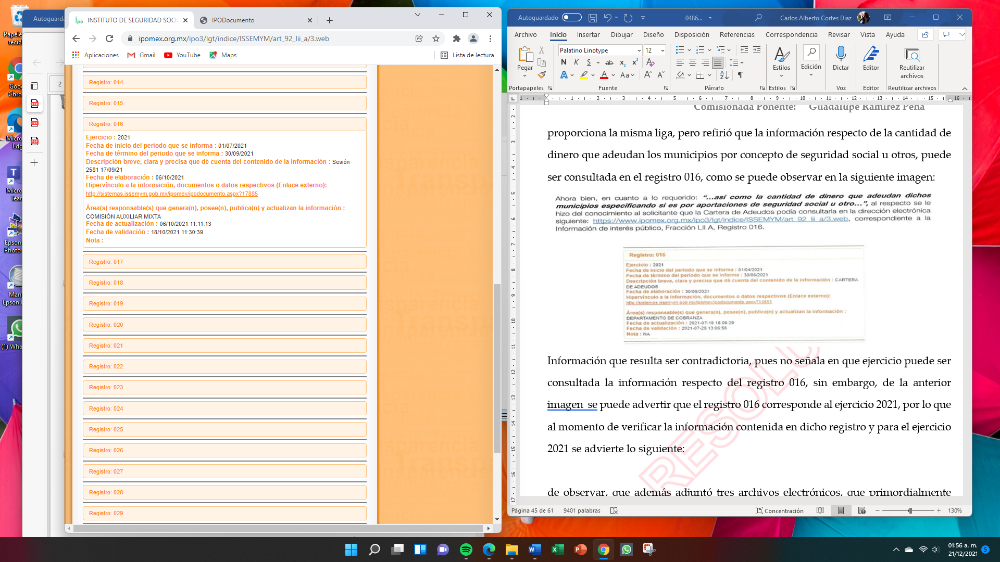 Papele
recic
Goo
Chro
Micro
Edg
Micro
Tea
Epson
Photo
Man
Epson
(1) Wha
Autoguarda
2
INSTITUTO DE SEGURIDAD SOCI
IPODocumento
ipomex.org.mx/ipo3/lgt/indice/ISSEMYM/art_92_lii_a/3.web
Aplicaciones
Gmail
YouTube
Maps
Lista de lectura
Registro: 014
Registro: 015
Registro: 016
Ejercicio : 2021
Fecha de inicio del periodo que se informa : 01/07/2021
Fecha de término del periodo que se informa : 30/09/2021
Descripción breve, clara y precisa que dé cuenta del contenido de la información : Sesión
2581 17/09/21
Fecha de elaboración : 06/10/2021
Hipervínculo a la información, documentos o datos respectivos (Enlace externo):
http://sistemas.issemym.gob.mx/ipomex/ipodocumento.aspx?17885
Área(s) responsable(s) que genera(n), posee(n), publica(n) y actualizan la información :
COMISIÓN AUXILIAR MIXTA
Fecha de actualización : 06/10/2021 11:11:13
Fecha de validación : 18/10/2021 11:30:39
Nota :
Registro: 017
Registro: 018
Registro: 019
Registro: 020
Registro: 021
Registro: 022
Registro: 023
Registro: 024
Registro: 025
Registro: 026
Registro: 027
Registro: 028
Registro: 029
Autoguardado
0486...
Carlos Alberto Cortes Diaz
Archivo Inicio Insertar Dibujar Diseño Disposición Referencias Correspondencia Revisar Vista Ayuda
Pegar
Palatino Linotype
12
N K S ab x₂ x²
A A Aa A A
Estilos
Edición
Dictar
Editor
Reutilizar
archivos
Portapapeles Fuente Párrafo Estilos Voz Editor Reutilizar archivos
1 1 2 3 4 5 6 7 8 9 10 11 12 13 14 15 16
Comisionada Ponente: Guadalupe Ramírez Peña
proporciona la misma liga, pero refirió que la información respecto de la cantidad de
dinero que adeudan los municipios por concepto de seguridad social u otros, puede
ser consultada en el registro 016, como se puede observar en la siguiente imagen:
Ahora bien, en cuanto a lo requerido: “...así como la cantidad de dinero que adeudan dichos
municipios especificando si es por aportaciones de seguridad social u otro...”, al respecto se le
hizo del conocimiento al solicitante que la Cartera de Adeudos podía consultarla en la dirección electrónica
siguiente: https://www.ipomex.org.mx/ipo3/lgt/indice/ISSEMYM/art_92_lii_a/3.web, correspondiente a la
Información de interés público, Fracción LII A, Registro 016.
Registro: 016
Ejercicio : 2021
Fecha de inicio del periodo que se informa : 01/04/2021
Fecha de término del periodo que se informa : 30/06/2021
Descripción breve, clara y precisa que dé cuenta del contenido de la información : CARTERA
DE ADEUDOS
Fecha de elaboración : 30/06/2021
Hipervínculo a la información, documentos o datos respectivos (Enlace externo):
http://sistemas.issemym.gob.mx/ipomex/ipodocumento.aspx?14651
Área(s) responsable(s) que genera(n), posee(n), publica(n) y actualizan la información :
DEPARTAMENTO DE COBRANZA
Fecha de actualización : 2021-07-19 16:06:29
Fecha de validación : 2021-07-28 13:06:58
Nota : NA
Información que resulta ser contradictoria, pues no señala en que ejercicio puede ser
consultada la información respecto del registro 016, sin embargo, de la anterior
imagen se puede advertir que el registro 016 corresponde al ejercicio 2021, por lo que
al momento de verificar la información contenida en dicho registro y para el ejercicio
2021 se advierte lo siguiente:
de observar, que además adjuntó tres archivos electrónicos, que primordialmente
RESOLU
Página 45 de 61
9401 palabras
Concentración
130%
01:56 a. m.
21/12/2021
5